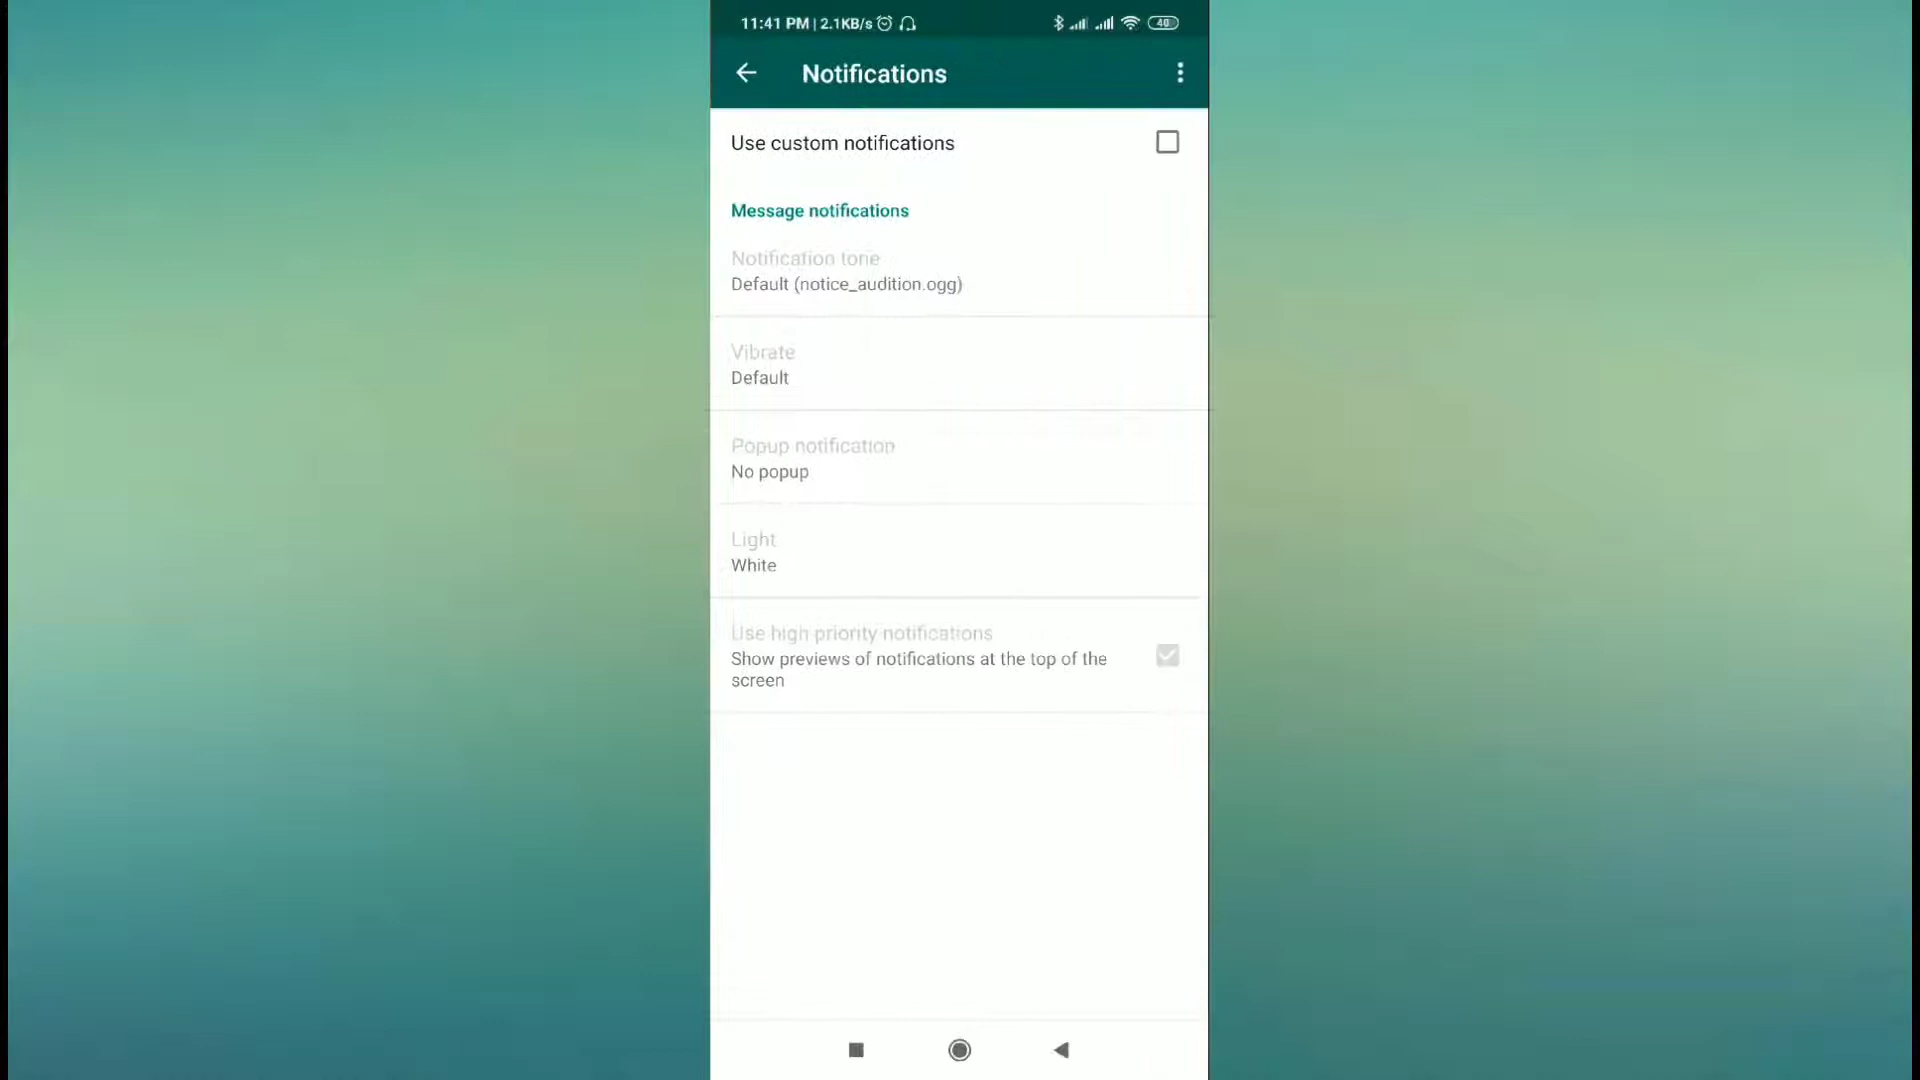 11:41 PM | 2.1KB/s
40
Notifications
Use custom notifications
Message notifications
Notification tone
Default (notice_audition.ogg)
Vibrate
Default
Popup notification
No popup
Light
White
Use high priority notifications
Show previews of notifications at the top of the
screen